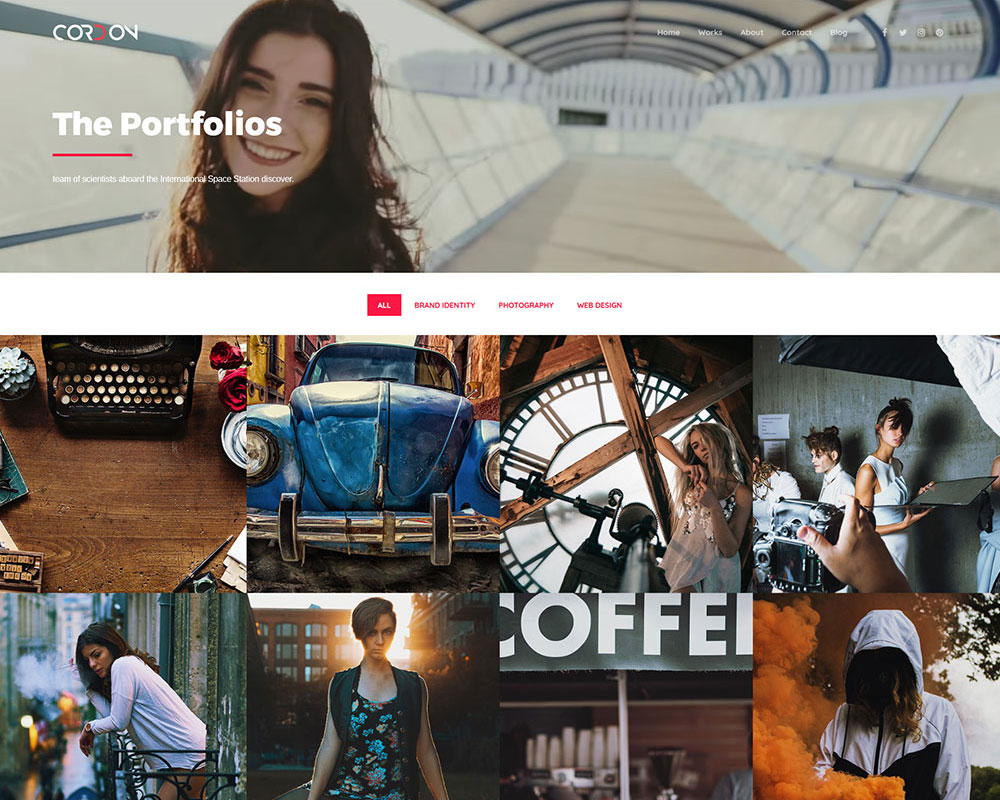 CORDON
Home Works About Contact Blog
The Portfolios
team of scientists aboard the International Space Station discover.
ALL BRAND IDENTITY PHOTOGRAPHY WEB DESIGN
COFFEE